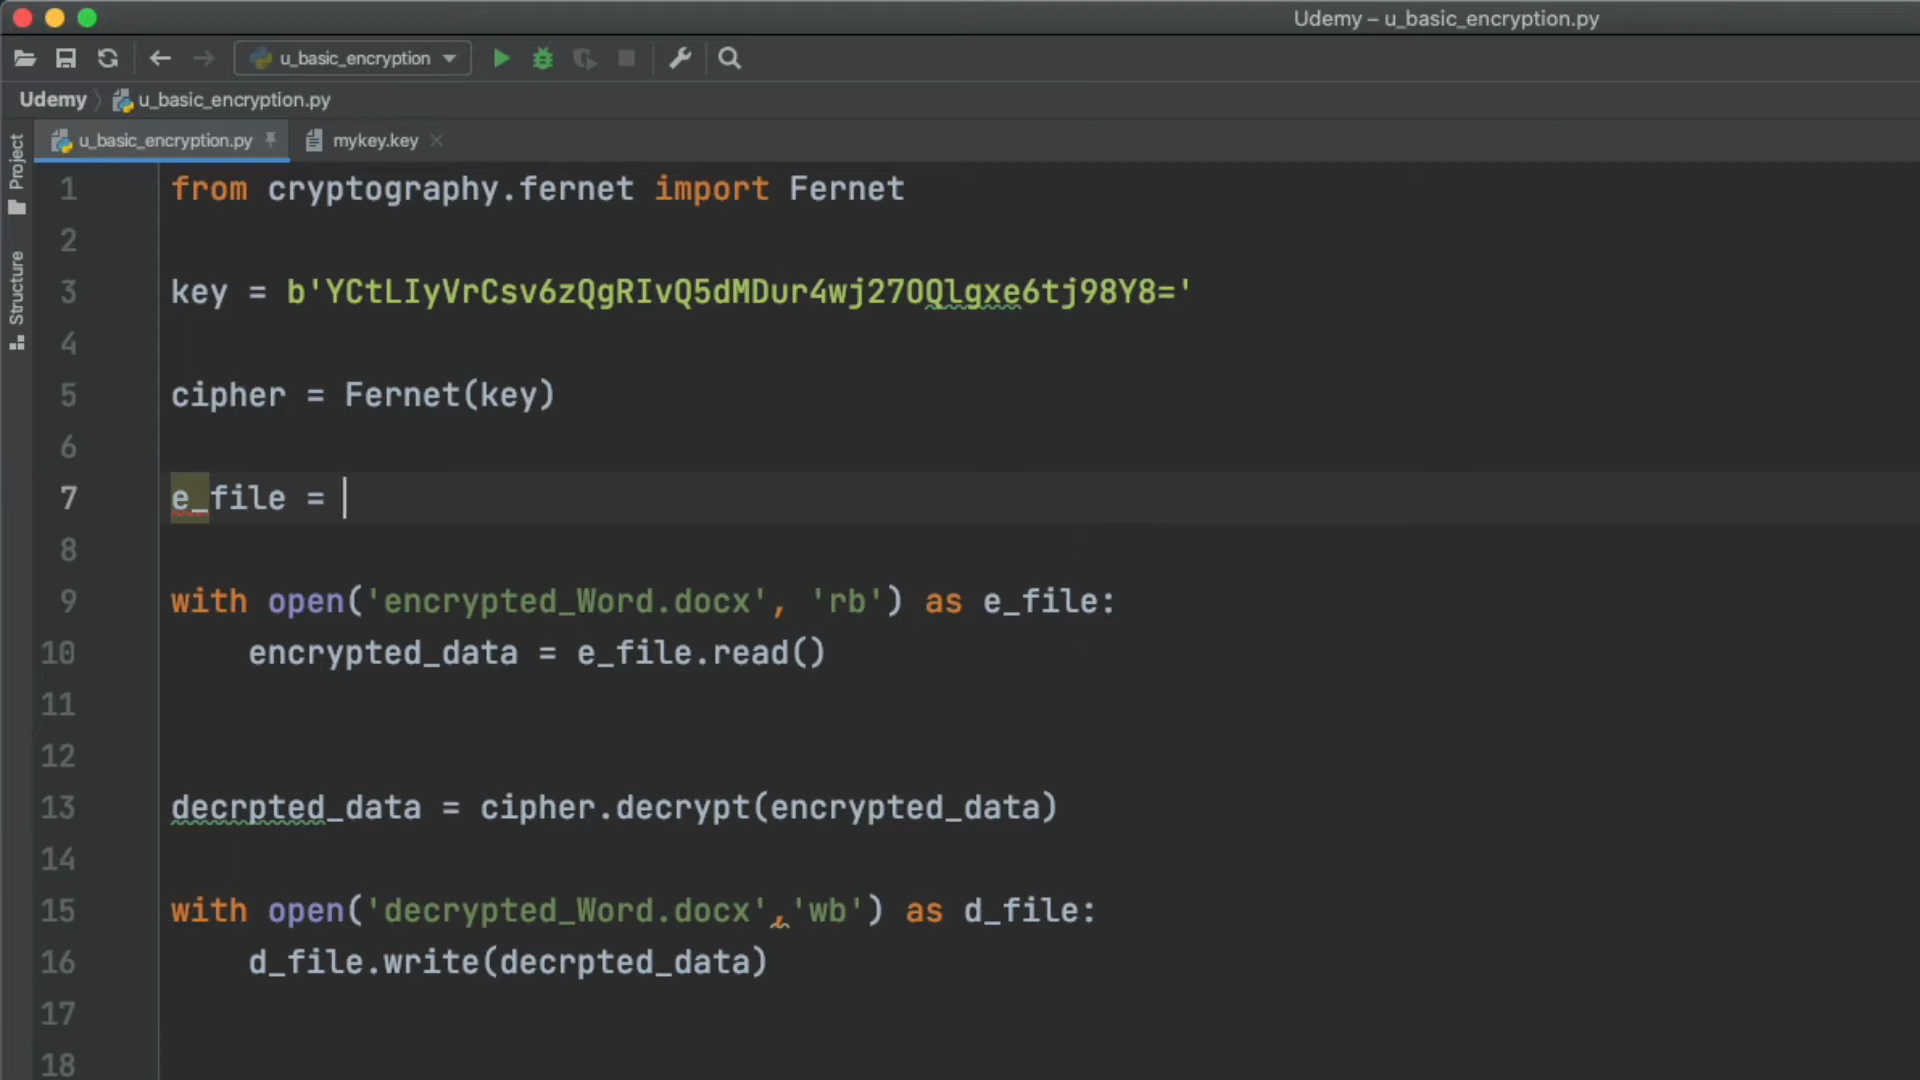 Udemy – u_basic_encryption.py
u_basic_encryption
Udemy u_basic_encryption.py
u_basic_encryption.py mykey.key
Project
Structure
1 from cryptography.fernet import Fernet
2
3 key = b'YCtLIyVrCsv6zQgRIvQ5dMDur4wj27OQlgxe6tj98Y8='
4
5 cipher = Fernet(key)
6
7 e_file =
8
9 with open('encrypted_Word.docx', 'rb') as e_file:
10 encrypted_data = e_file.read()
11
12
13 decrpted_data = cipher.decrypt(encrypted_data)
14
15 with open('decrypted_Word.docx','wb') as d_file:
16 d_file.write(decrpted_data)
17
18